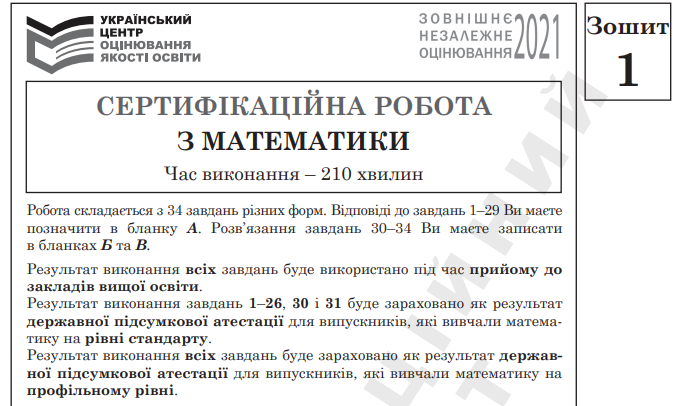 УКРАЇНСЬКИЙ
ЦЕНТР
ОЦІНЮВАННЯ
ЯКОСТІ ОСВІТИ
ЗОВНІШНЄ
НЕЗАЛЕЖНЕ
ОЦІНЮВАННЯ 2021
Зошит
1
СЕРТИФІКАЦІЙНА РОБОТА
З МАТЕМАТИКИ
Час виконання – 210 хвилин
Робота складається з 34 завдань різних форм. Відповіді до завдань 1–29 Ви маєте
позначити в бланку А. Розв’язання завдань 30–34 Ви маєте записати
в бланках Б та В.
Результат виконання всіх завдань буде використано під час прийому до
закладів вищої освіти.
Результат виконання завдань 1–26, 30 і 31 буде зараховано як результат
державної підсумкової атестації для випускників, які вивчали матема-
тику на рівні стандарту.
Результат виконання всіх завдань буде зараховано як результат держав-
ної підсумкової атестації для випускників, які вивчали математику на
профільному рівні.